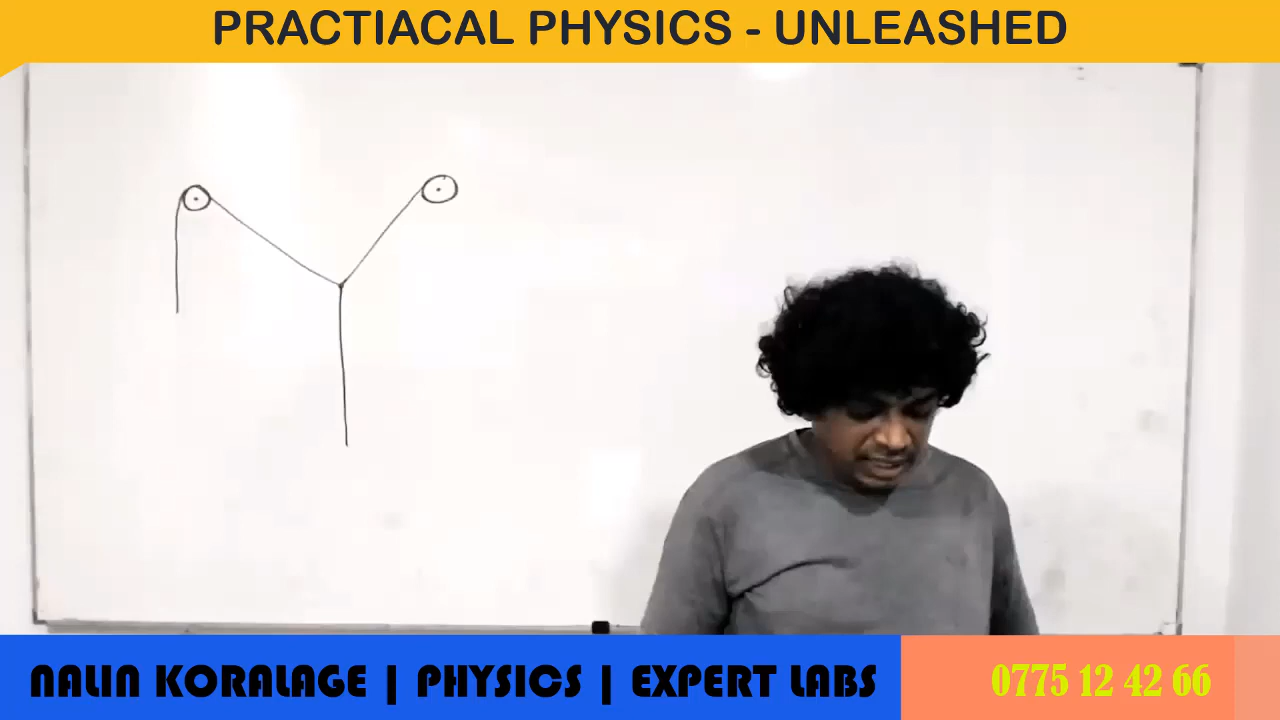 PRACTIACAL PHYSICS - UNLEASHED
NALIN KORALAGE | PHYSICS | EXPERT LABS
0775 12 42 66